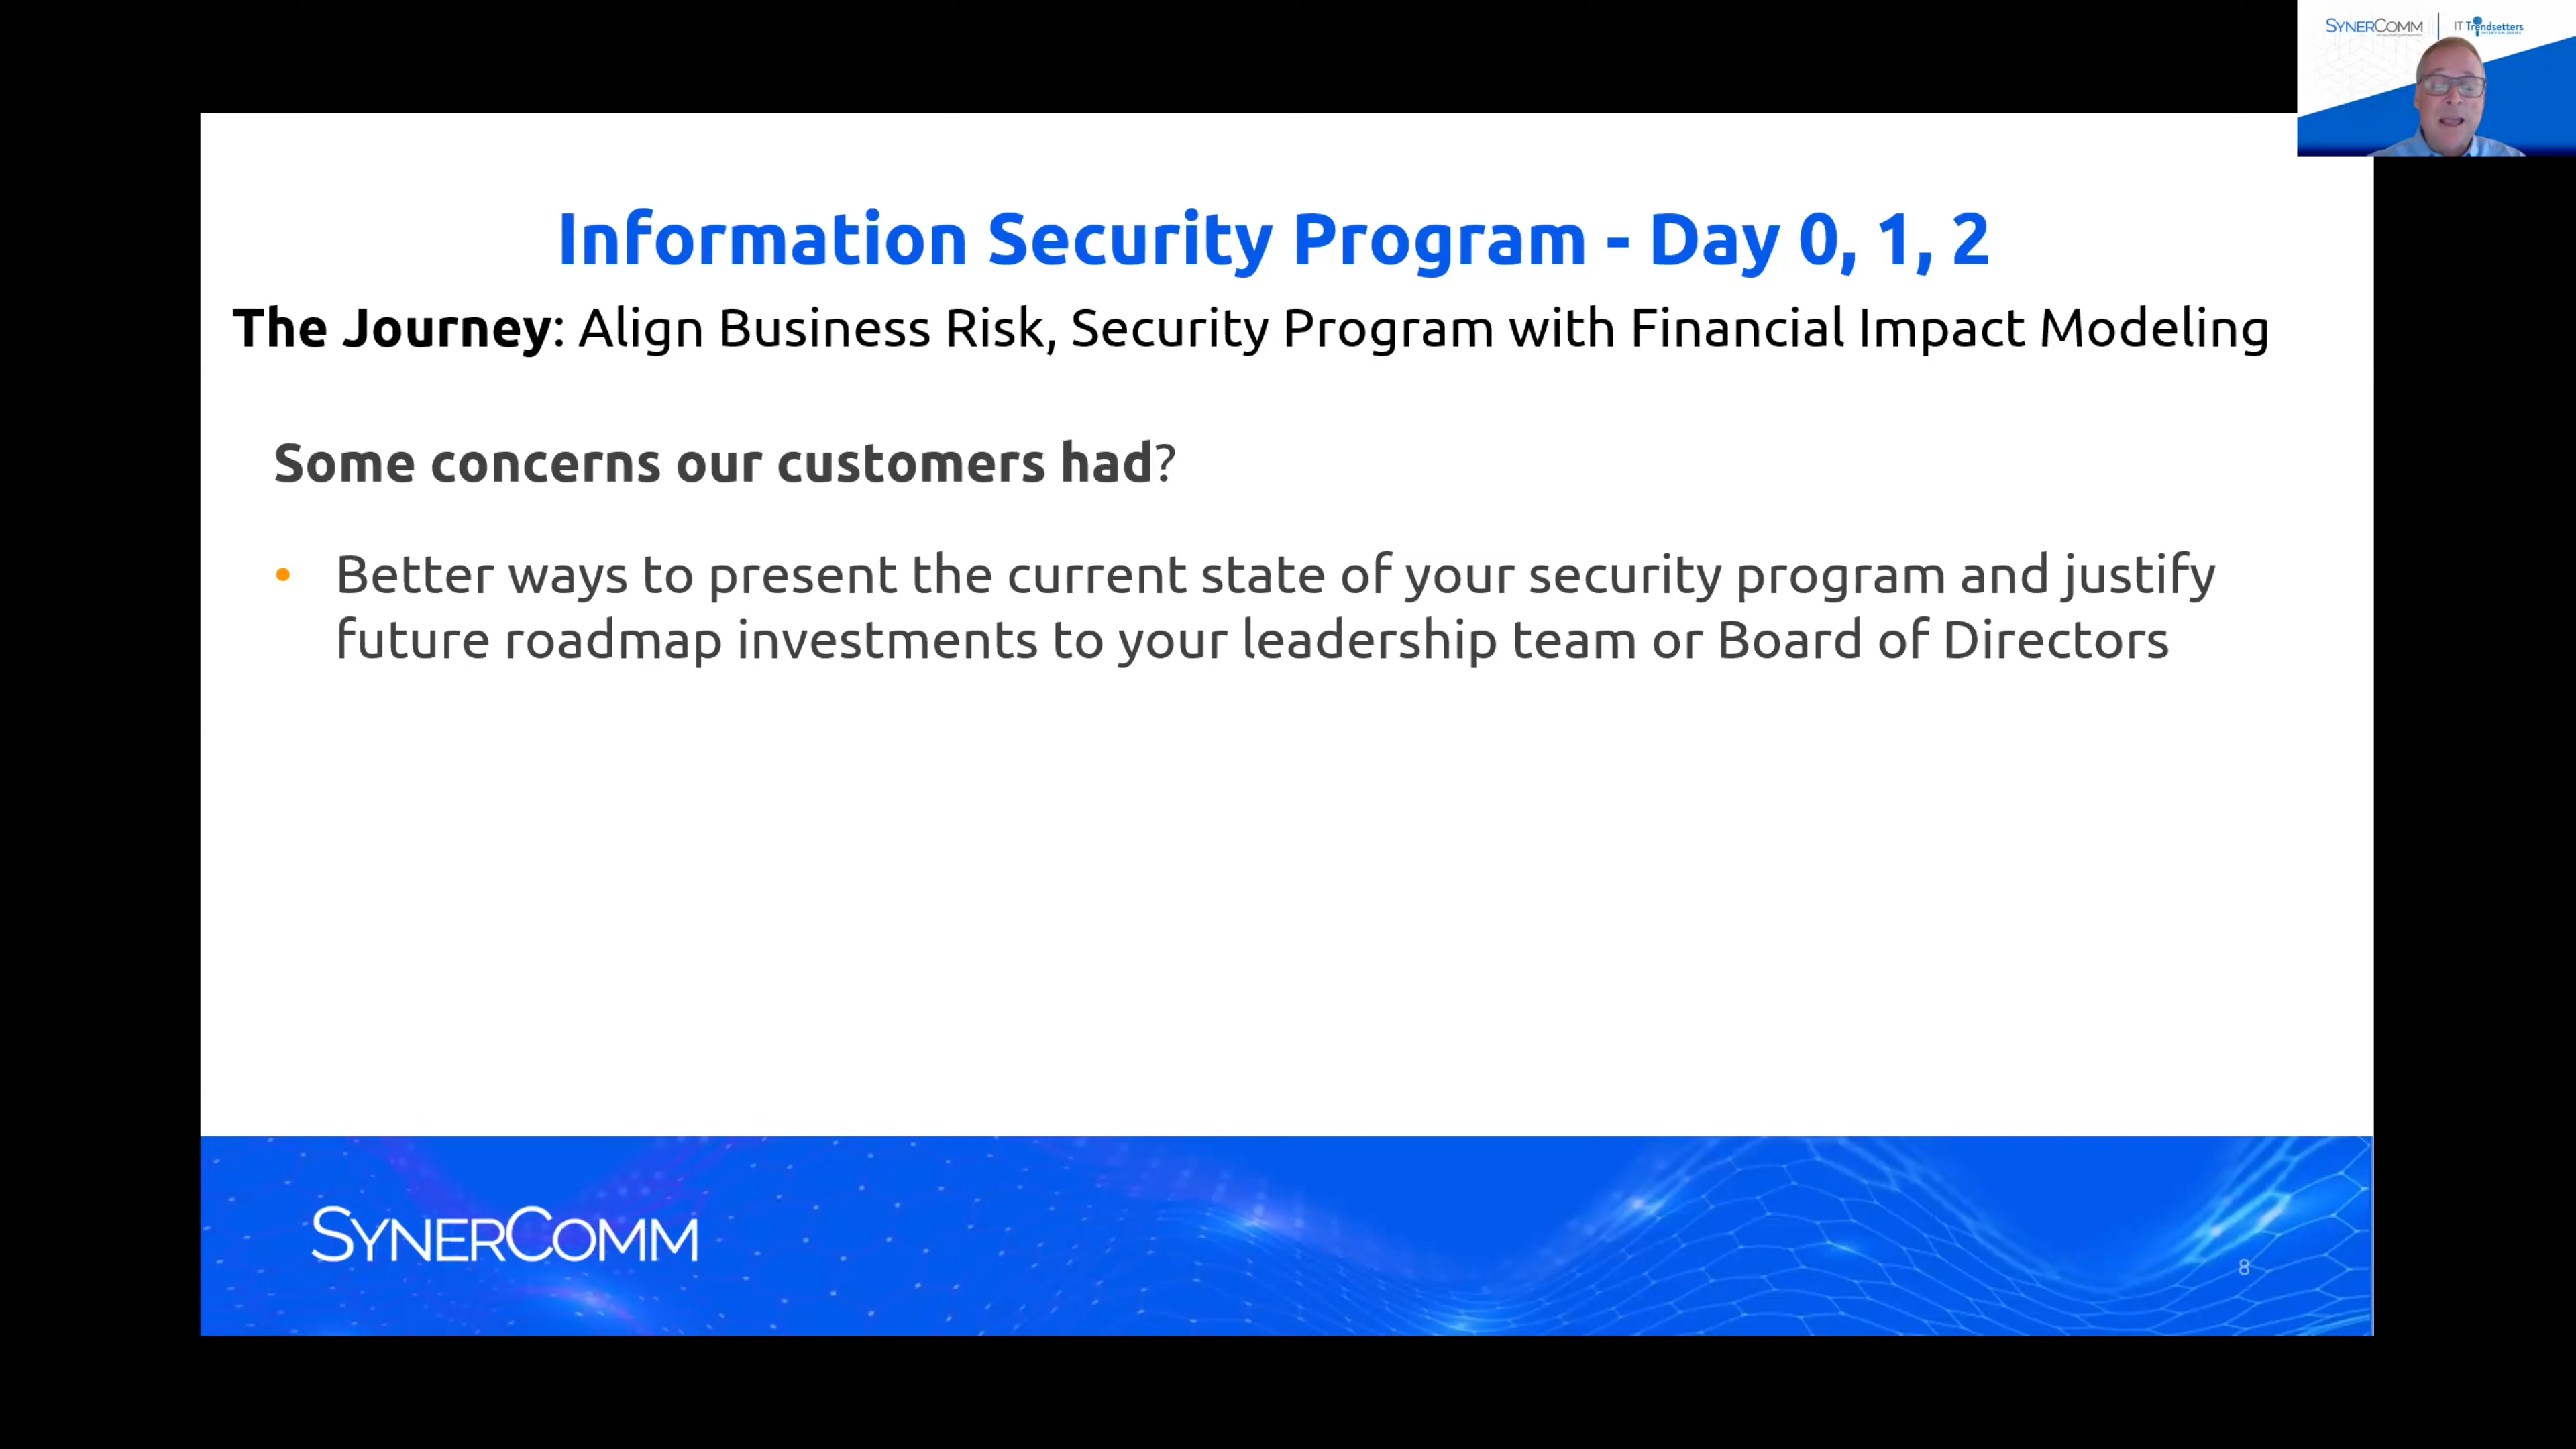 SYNERCOMM
IT Trendsetters
INTERVIEW SERIES
Information Security Program - Day 0, 1, 2
The Journey: Align Business Risk, Security Program with Financial Impact Modeling
Some concerns our customers had?
• Better ways to present the current state of your security program and justify
future roadmap investments to your leadership team or Board of Directors
SYNERCOMM
8